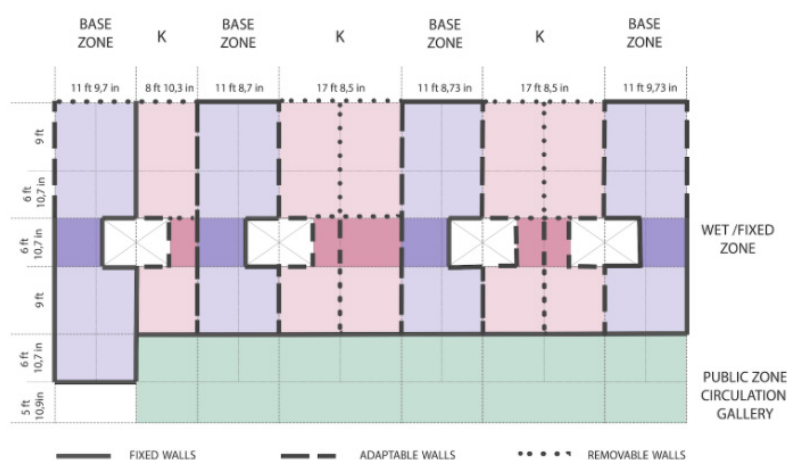 BASE
ZONE
K
BASE
ZONE
K
BASE
ZONE
K
BASE
ZONE
11 ft 9,7 in
8 ft 10,3 in
11 ft 8,7 in
17 ft 8,5 in
11 ft 8,73 in
17 ft 8,5 in
11 ft 9,73 in
9 ft
6 ft
10,7 in
6 ft
10,7 in
WET /FIXED
ZONE
9 ft
6 ft
10,7 in
5 ft
10,9in
PUBLIC ZONE
CIRCULATION
GALLERY
FIXED WALLS
ADAPTABLE WALLS
REMOVABLE WALLS